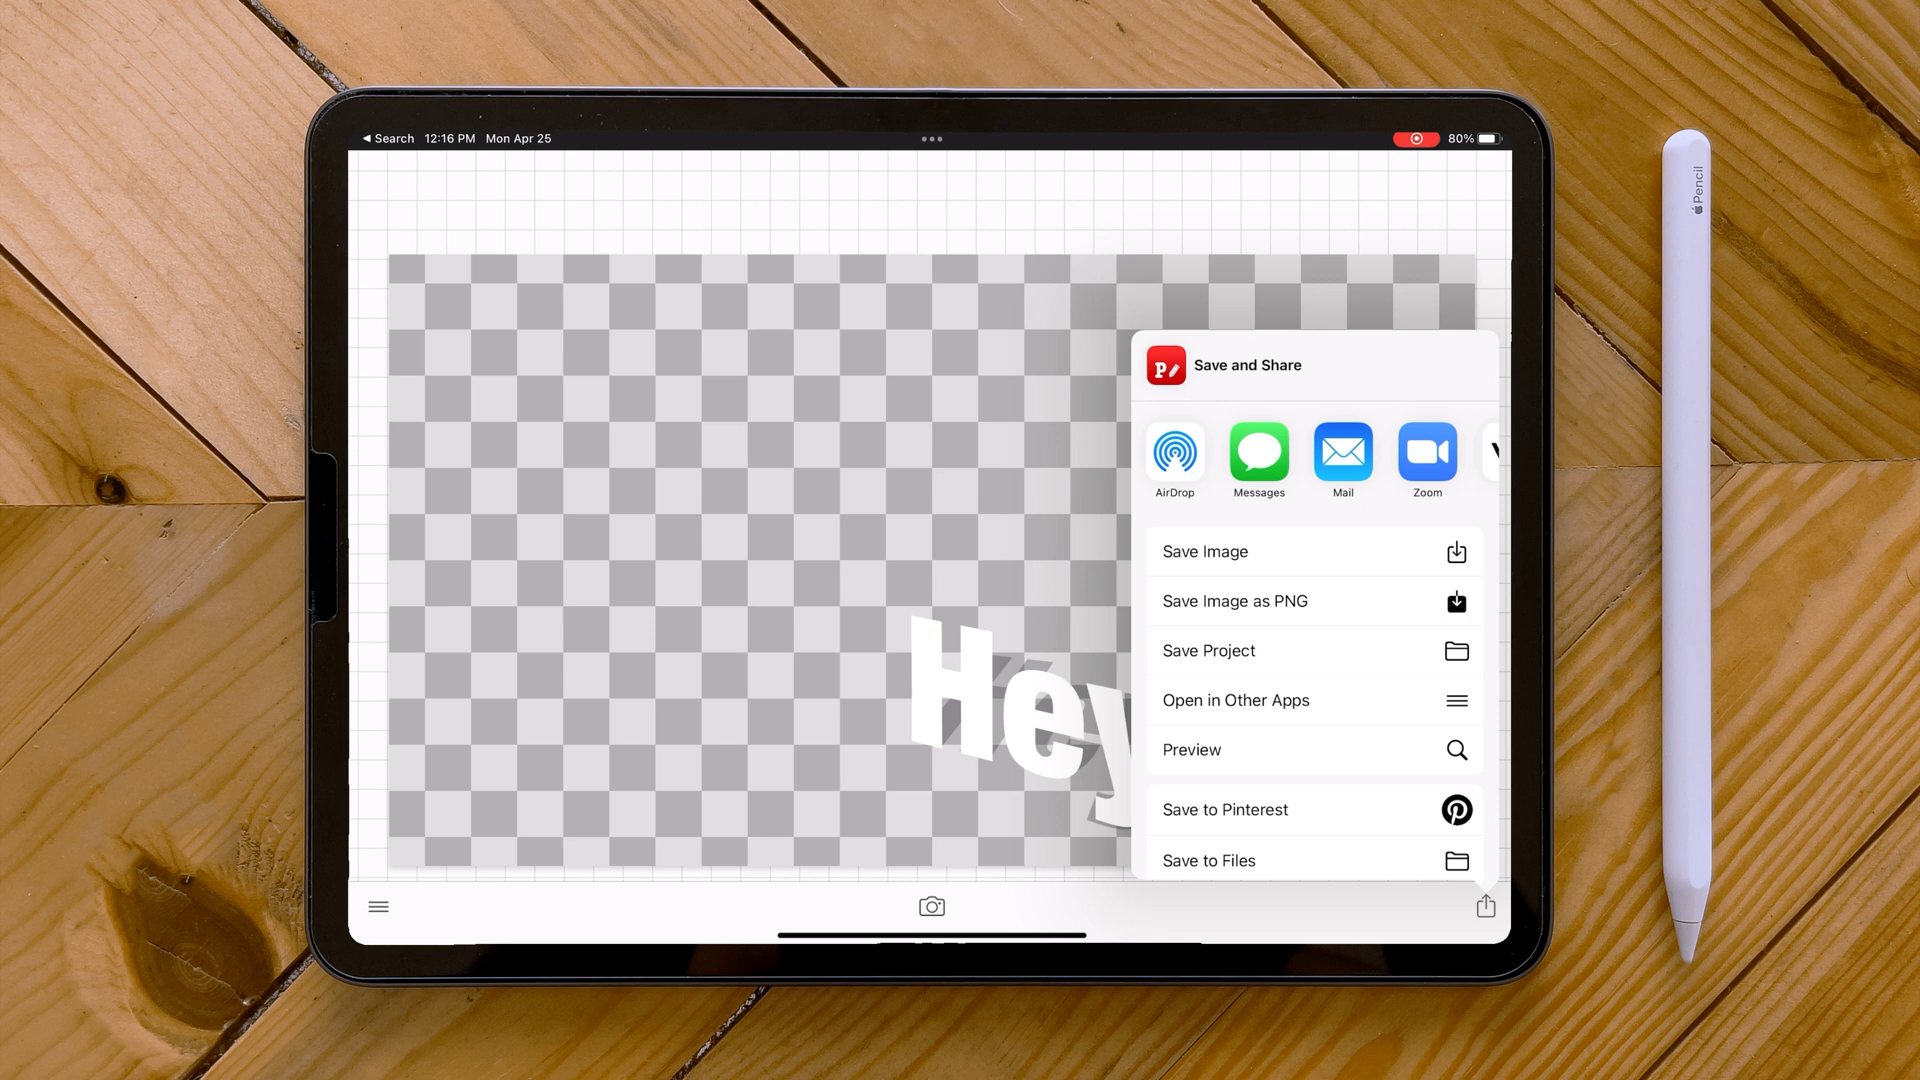 ◀ Search 12:16 PM Mon Apr 25
80%
Pencil
P
Save and Share
AirDrop Messages Mail Zoom
Save Image
Save Image as PNG
Save Project
Open in Other Apps
Preview
Save to Pinterest
Save to Files
Hey